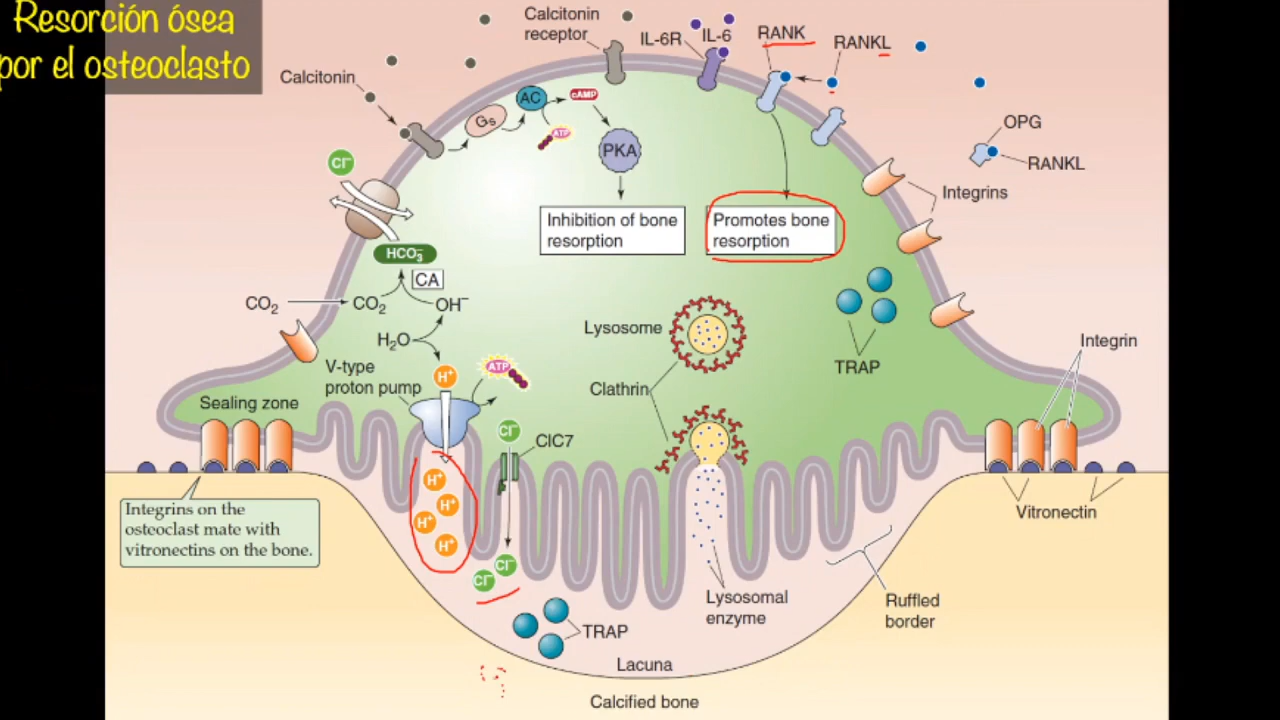 Resorción ósea
por el osteoclasto
Calcitonin
receptor
IL-6R
IL-6
RANK
RANKL
Calcitonin
Gs
AC
cAMP
ATP
PKA
OPG
RANKL
Integrins
Cl⁻
Inhibition of bone
resorption
Promotes bone
resorption
HCO₃⁻
CA
CO₂
CO₂
OH⁻
H₂O
Lysosome
TRAP
Integrin
V-type
proton pump
H⁺
ATP
Clathrin
Sealing zone
Cl⁻
ClC7
H⁺
H⁺
H⁺
H⁺
Integrins on the
osteoclast mate with
vitronectins on the bone.
Vitronectin
Cl⁻
Cl⁻
Lysosomal
enzyme
Ruffled
border
TRAP
Lacuna
Calcified bone